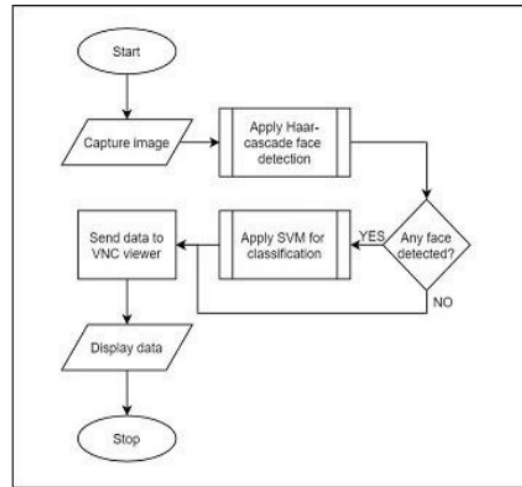 Start
Capture image
Apply Haar-
cascade face
detection
Any face
detected?
YES
NO
Apply SVM for
classification
Send data to
VNC viewer
Display data
Stop